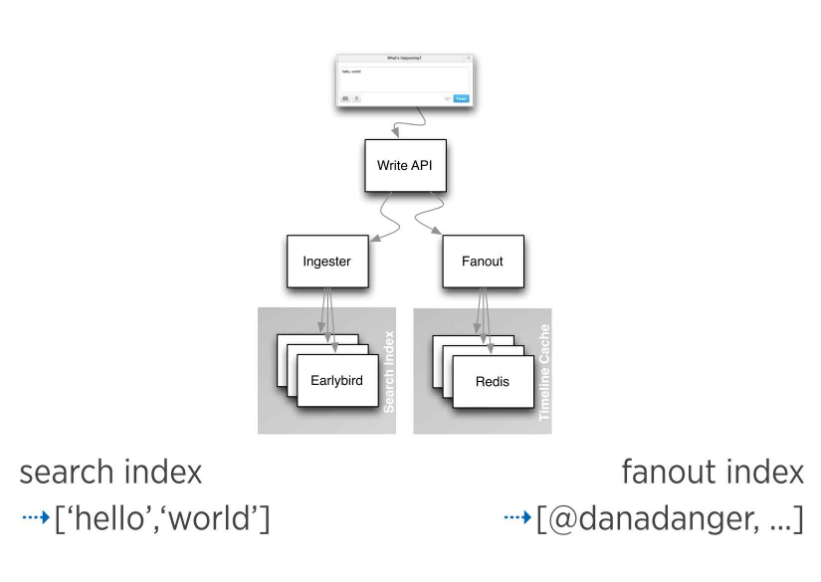 What's happening?
hello, world!
Tweet
Write API
Ingester
Fanout
Earlybird
Search Index
Redis
Timeline Cache
search index
['hello','world']
fanout index
[@danadanger, ...]